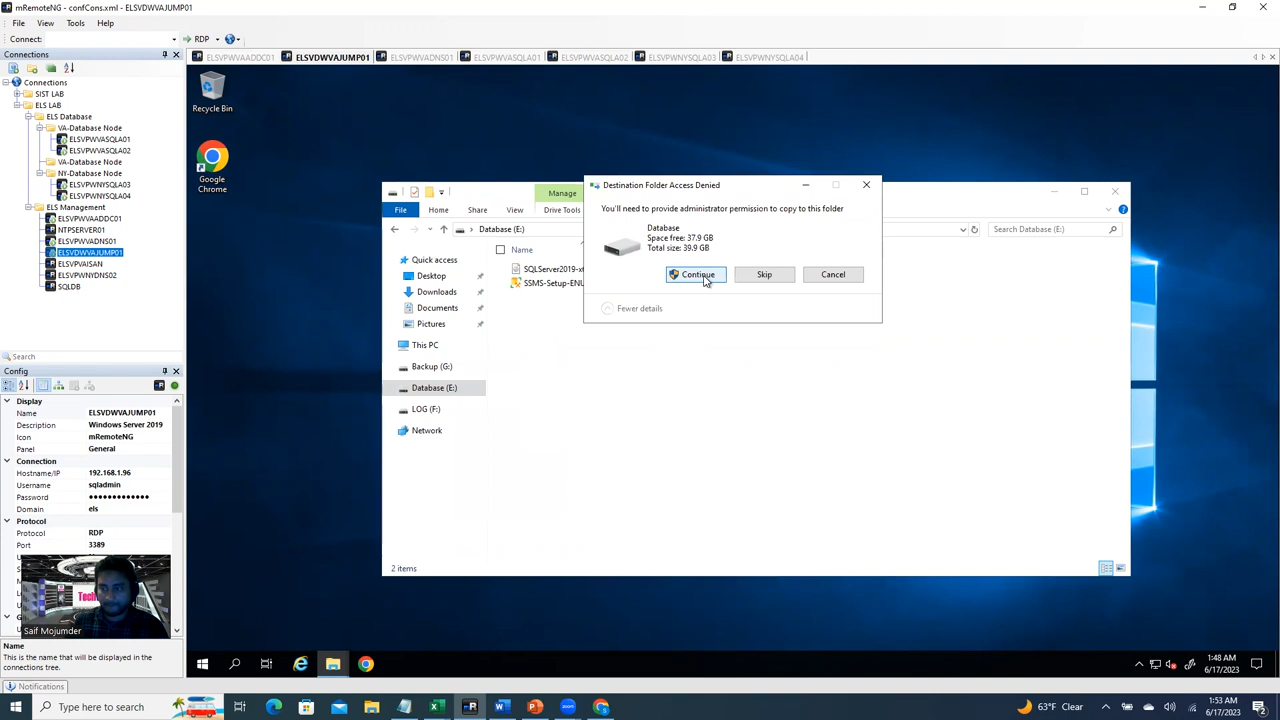 mRemoteNG - confCons.xml - ELSVDWVAJUMP01
File View Tools Help
Connect: RDP
Connections
ELSVPWVAADDC01 ELSVDWVAJUMP01 ELSVPWVADNS01 ELSVPWVASQLA01 ELSVPWVASQLA02 ELSVPWNYSQLA03 ELSVPWNYSQLA04
Connections
SIST LAB
ELS LAB
ELS Database
VA-Database Node
ELSVPWVASQLA01
ELSVPWVASQLA02
VA-Database Node
NY-Database Node
ELSVPWNYSQLA03
ELSVPWNYSQLA04
ELS Management
ELSVPWVAADDC01
NTPSERVER01
ELSVPWVADNS01
ELSVDWVAJUMP01
ELSVPVAISAN
ELSVPWNYDNS02
SQLDB
Search
Config
Display
Name ELSVDWVAJUMP01
Description Windows Server 2019
Icon mRemoteNG
Panel General
Connection
Hostname/IP 192.168.1.96
Username sqladmin
Password ●●●●●●●●●●●●●
Domain els
Protocol
Protocol RDP
Port 3389
Saif Mojumder
Name
This is the name that will be displayed in the
connections tree.
Notifications
Recycle Bin
Google
Chrome
Manage
File Home Share View Drive Tools
Database (E:)
Search Database (E:)
Name
Quick access
Desktop
Downloads
Documents
Pictures
This PC
Backup (G:)
Database (E:)
LOG (F:)
Network
2 items
Destination Folder Access Denied
You'll need to provide administrator permission to copy to this folder
Database
Space free: 37.9 GB
Total size: 39.9 GB
Continue Skip Cancel
Fewer details
1:48 AM
6/17/2023
Type here to search
63°F Clear
1:53 AM
6/17/2023
2